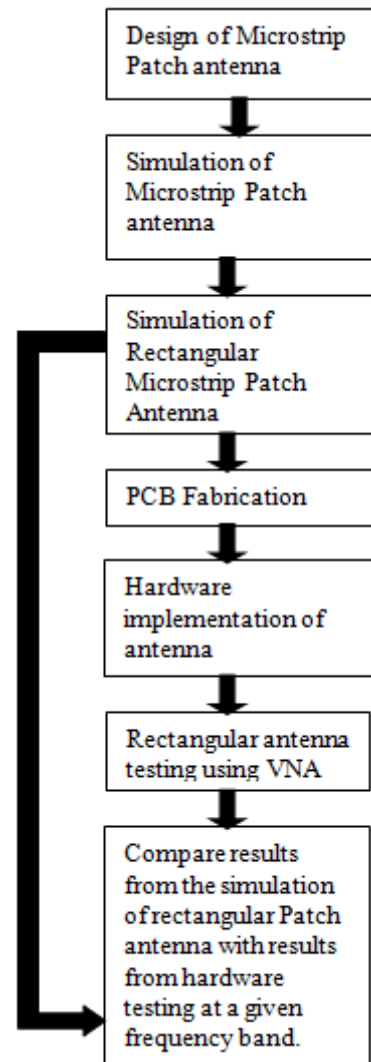 Design of Microstrip
Patch antenna
Simulation of
Microstrip Patch
antenna
Simulation of
Rectangular
Microstrip Patch
Antenna
PCB Fabrication
Hardware
implementation of
antenna
Rectangular antenna
testing using VNA
Compare results
from the simulation
of rectangular Patch
antenna with results
from hardware
testing at a given
frequency band.